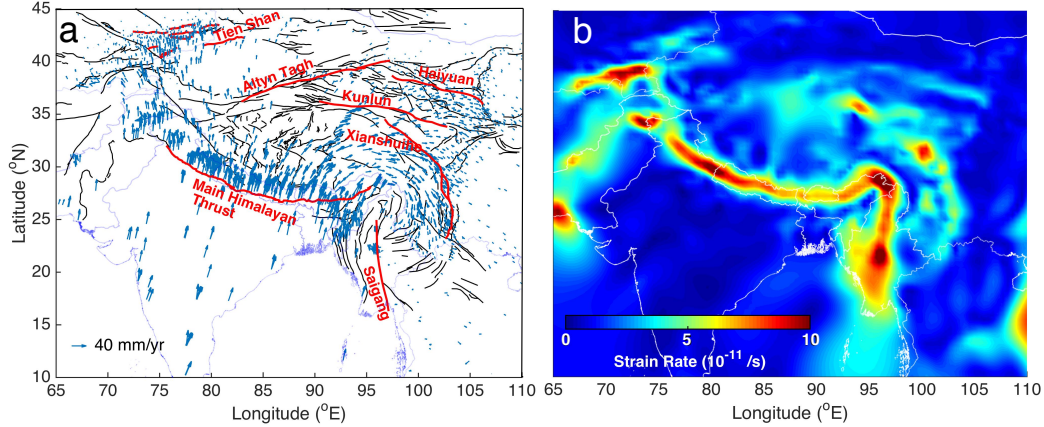 a
Tien Shan
Altyn Tagh
Haiyuan
Kunlun
Xianshuihe
Main Himalayan
Thrust
Saigang
40 mm/yr
45
40
35
30
25
20
15
10
65 70 75 80 85 90 95 100 105 110
Latitude (°N)
Longitude (°E)
b
0 5 10
Strain Rate (10⁻¹¹ /s)
65 70 75 80 85 90 95 100 105 110
Longitude (°E)